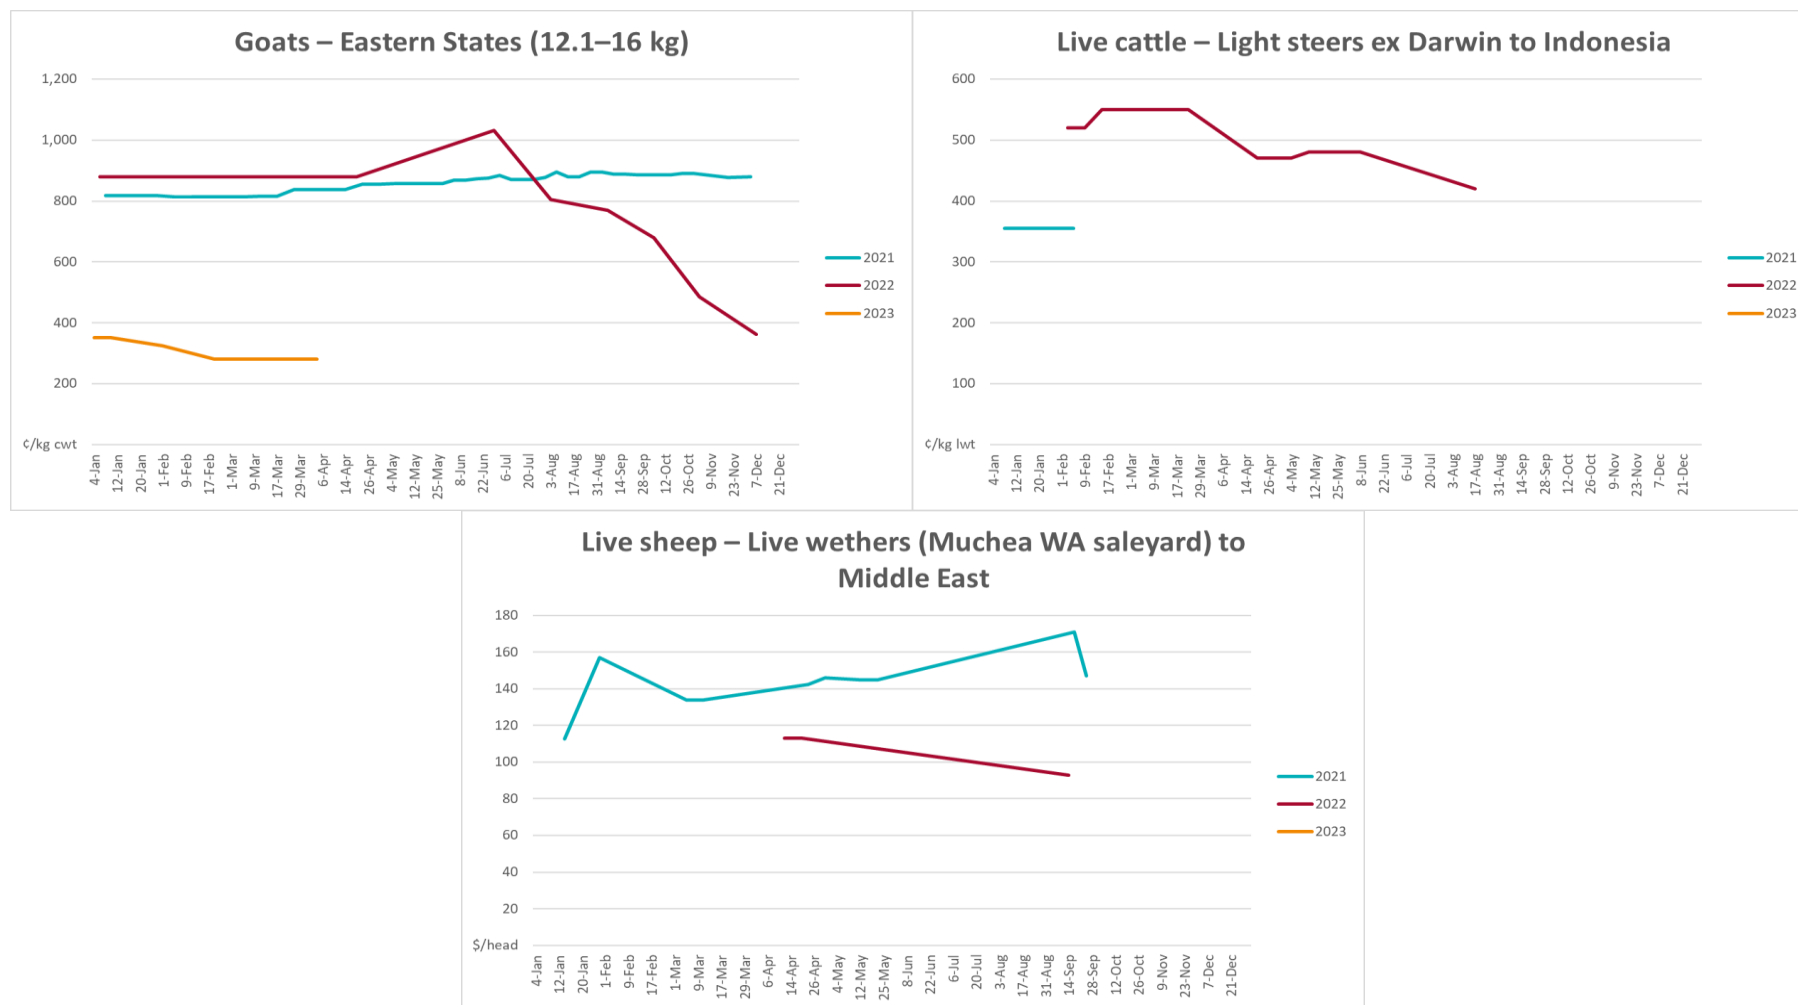 Goats – Eastern States (12.1–16 kg)
1,200
1,000
800
600
400
200
¢/kg cwt
4-Jan
12-Jan
20-Jan
1-Feb
9-Feb
17-Feb
1-Mar
9-Mar
17-Mar
29-Mar
6-Apr
14-Apr
26-Apr
4-May
12-May
25-May
8-Jun
22-Jun
6-Jul
20-Jul
3-Aug
17-Aug
31-Aug
14-Sep
28-Sep
12-Oct
26-Oct
9-Nov
23-Nov
7-Dec
21-Dec
2021
2022
2023
Live cattle – Light steers ex Darwin to Indonesia
600
500
400
300
200
100
¢/kg lwt
4-Jan
12-Jan
20-Jan
1-Feb
9-Feb
17-Feb
1-Mar
9-Mar
17-Mar
29-Mar
6-Apr
14-Apr
26-Apr
4-May
12-May
25-May
8-Jun
22-Jun
6-Jul
20-Jul
3-Aug
17-Aug
31-Aug
14-Sep
28-Sep
12-Oct
26-Oct
9-Nov
23-Nov
7-Dec
21-Dec
2021
2022
2023
Live sheep – Live wethers (Muchea WA saleyard) to
Middle East
180
160
140
120
100
80
60
40
20
$/head
4-Jan
12-Jan
20-Jan
1-Feb
9-Feb
17-Feb
1-Mar
9-Mar
17-Mar
29-Mar
6-Apr
14-Apr
26-Apr
4-May
12-May
25-May
8-Jun
22-Jun
6-Jul
20-Jul
3-Aug
17-Aug
31-Aug
14-Sep
28-Sep
12-Oct
26-Oct
9-Nov
23-Nov
7-Dec
21-Dec
2021
2022
2023